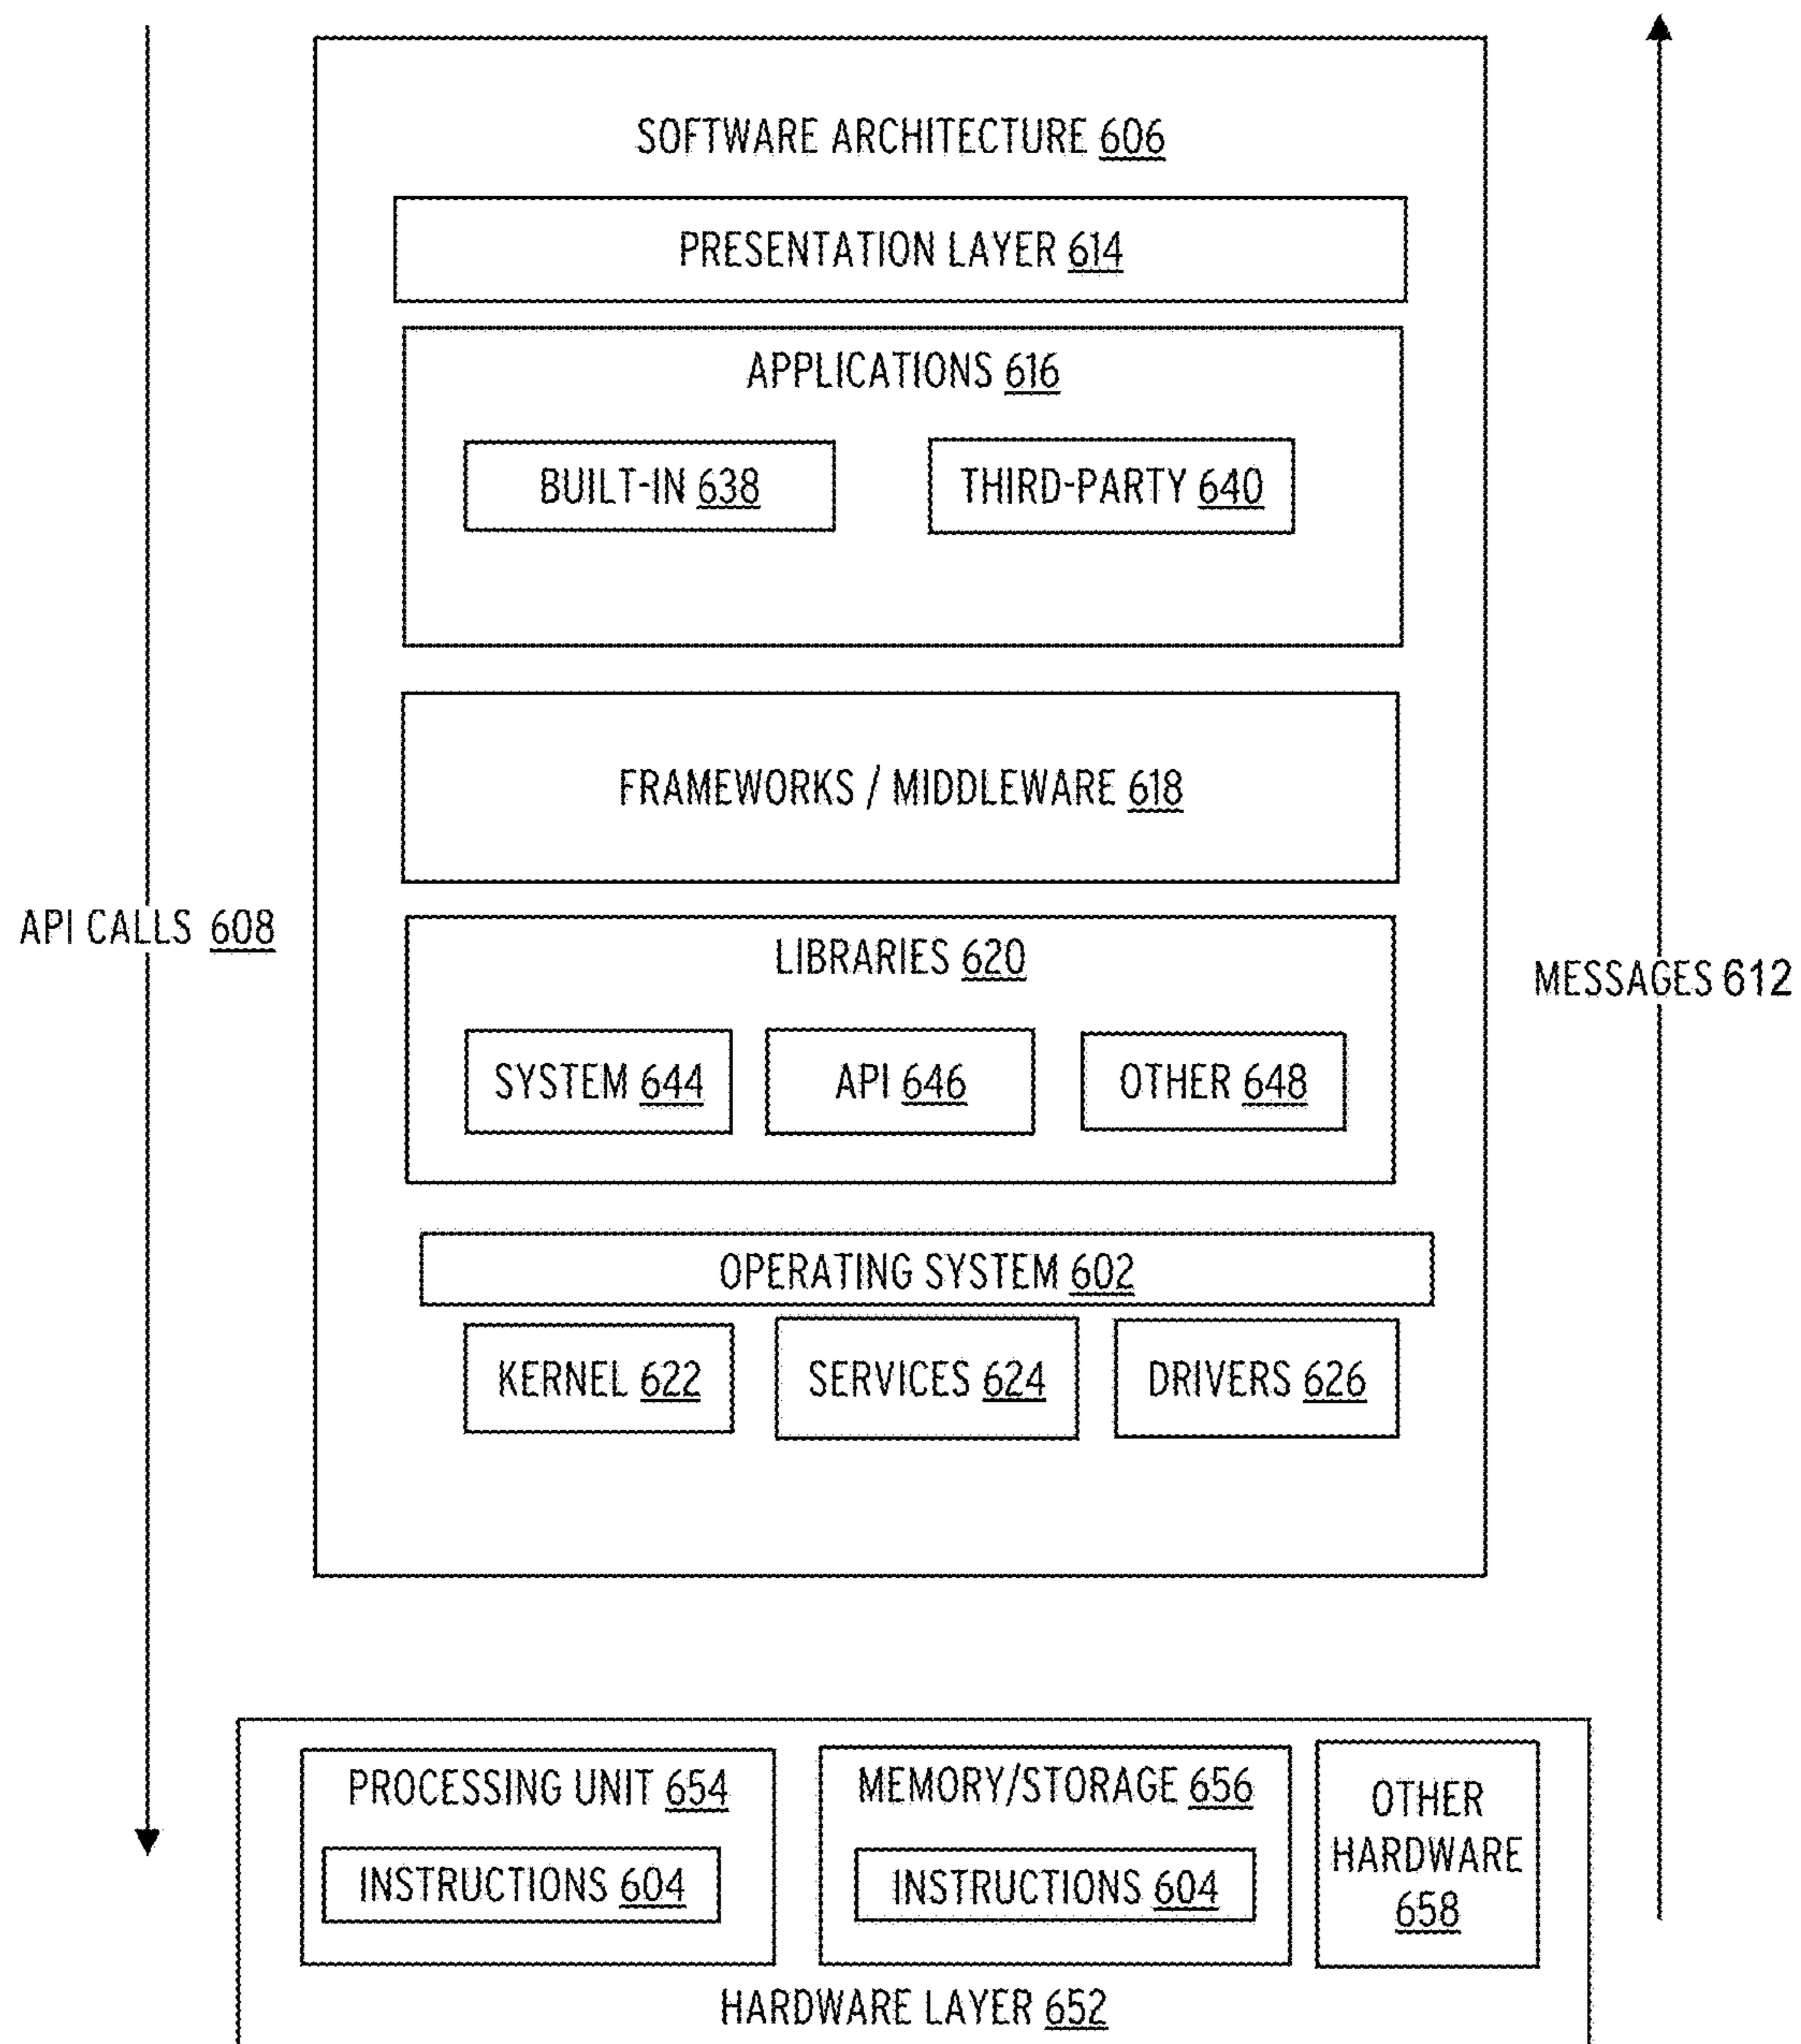 SOFTWARE ARCHITECTURE 606
PRESENTATION LAYER 614
APPLICATIONS 616
BUILT-IN 638
THIRD-PARTY 640
FRAMEWORKS / MIDDLEWARE 618
API CALLS 608
LIBRARIES 620
MESSAGES 612
SYSTEM 644
API 646
OTHER 648
OPERATING SYSTEM 602
KERNEL 622
SERVICES 624
DRIVERS 626
PROCESSING UNIT 654
INSTRUCTIONS 604
MEMORY/STORAGE 656
INSTRUCTIONS 604
OTHER
HARDWARE
658
HARDWARE LAYER 652